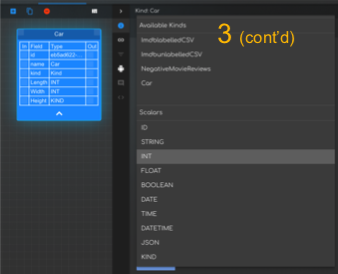 Kind: Car
3 (cont'd)
Available Kinds
ImdblabelledCSV
ImdbunlabelledCSV
NegativeMovieReviews
Car
Scalars
ID
STRING
INT
FLOAT
BOOLEAN
DATE
TIME
DATETIME
JSON
KIND
Car
In Field Type Out
id
name Car
kind Kind
Length INT
Width INT
Height KIND